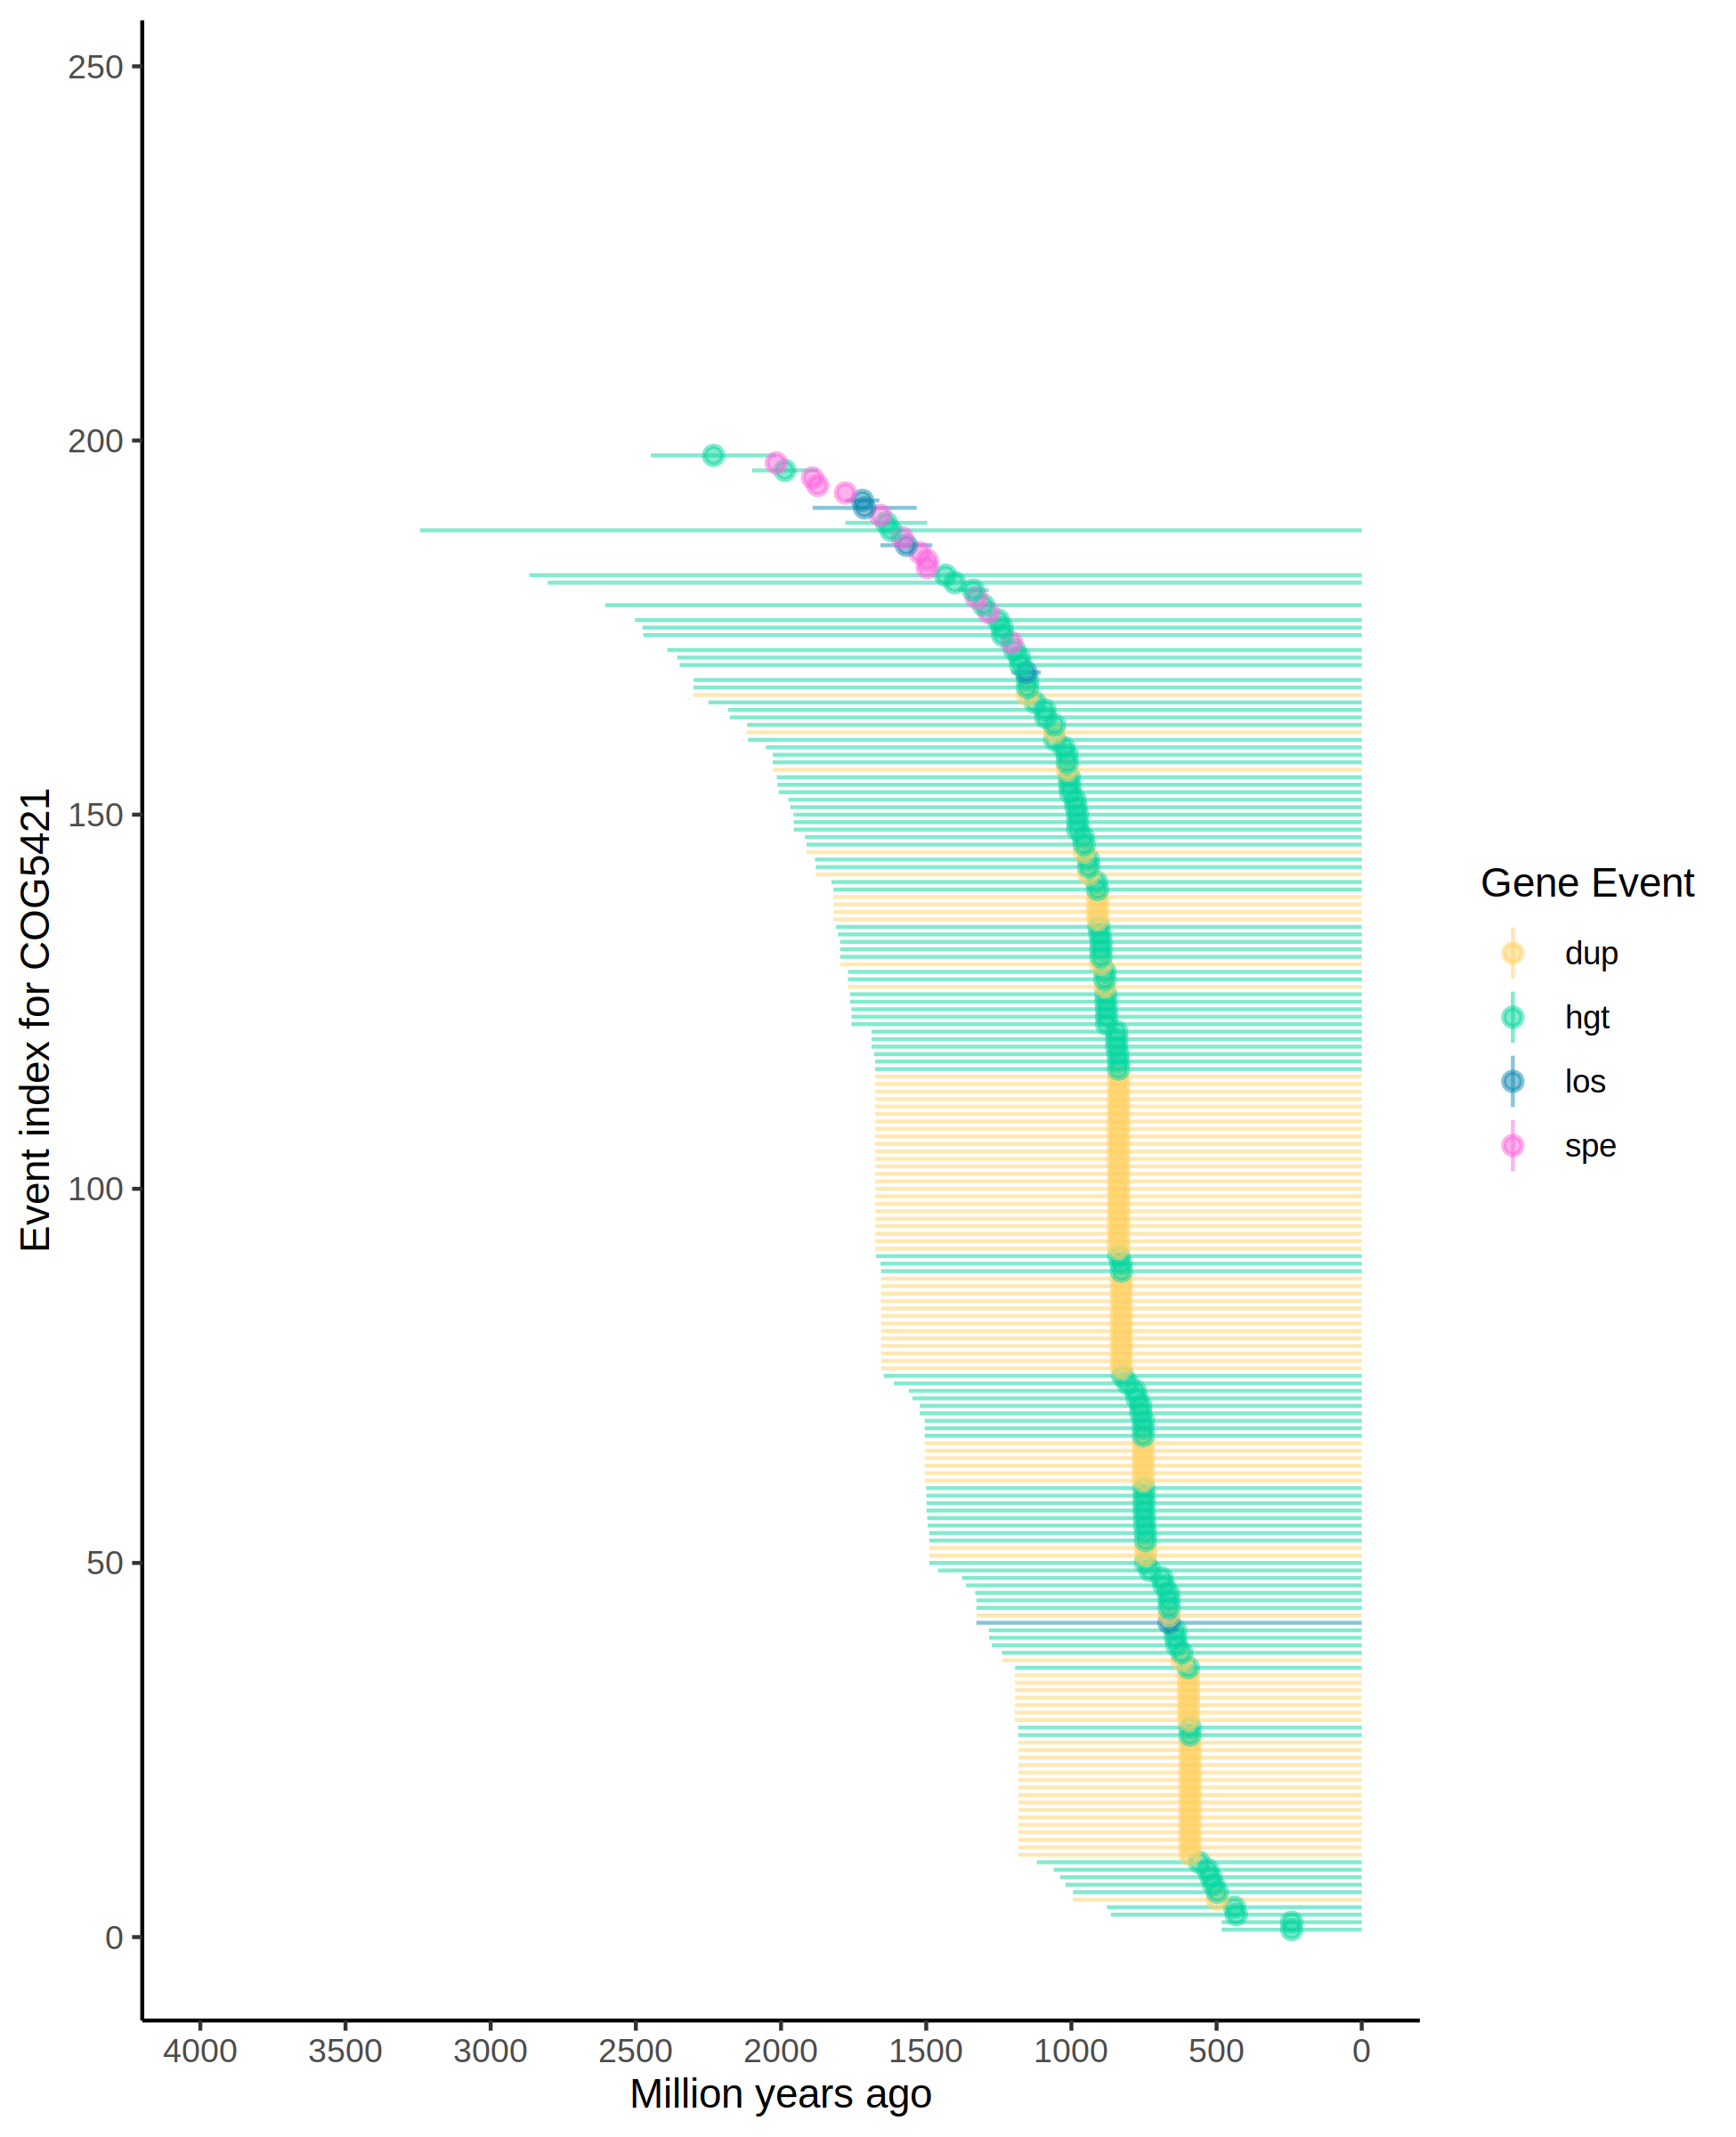 250
200
150
100
50
0
Event index for COG5421
4000 3500 3000 2500 2000 1500 1000 500 0
Million years ago
Gene Event
dup
hgt
los
spe